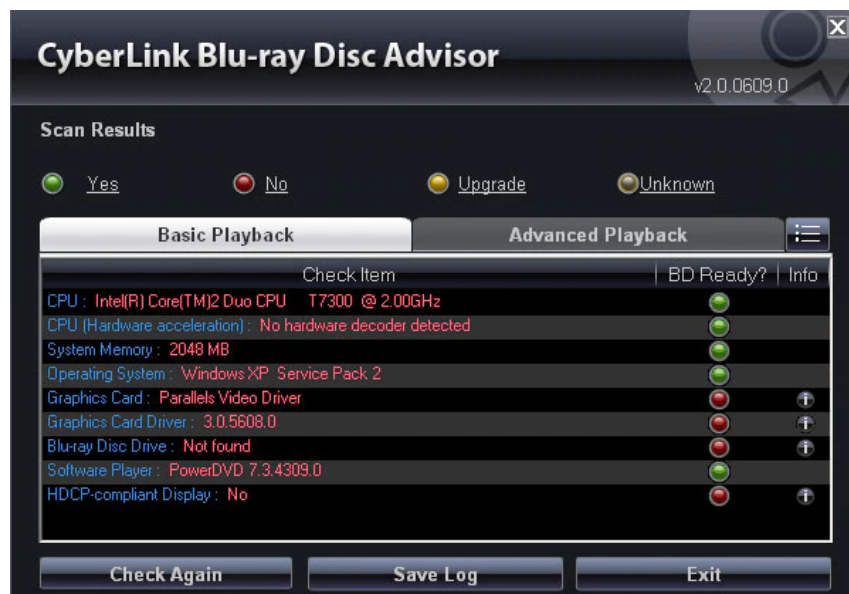 CyberLink Blu-ray Disc Advisor
v2.0.0609.0
Scan Results
Yes No Upgrade Unknown
Basic Playback Advanced Playback
Check Item BD Ready? Info
CPU : Intel(R) Core(TM)2 Duo CPU T7300 @ 2.00GHz
CPU (Hardware acceleration) : No hardware decoder detected
System Memory : 2048 MB
Operating System : Windows XP Service Pack 2
Graphics Card : Parallels Video Driver
Graphics Card Driver : 3.0.5608.0
Blu-ray Disc Drive : Not found
Software Player : PowerDVD 7.3.4309.0
HDCP-compliant Display : No
Check Again Save Log Exit